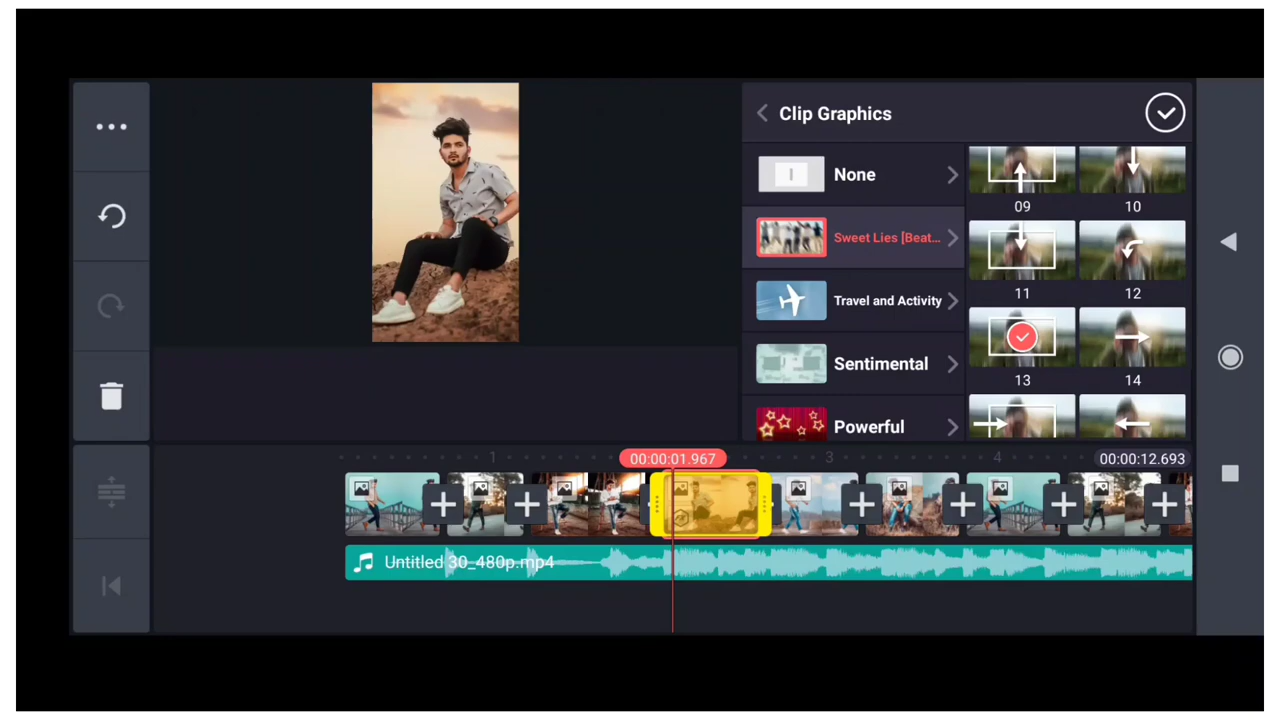 Clip Graphics
None
Sweet Lies [Beat...
Travel and Activity
Sentimental
Powerful
09
10
11
12
13
14
1
00:00:01.967
3
4
00:00:12.693
Untitled 30_480p.mp4